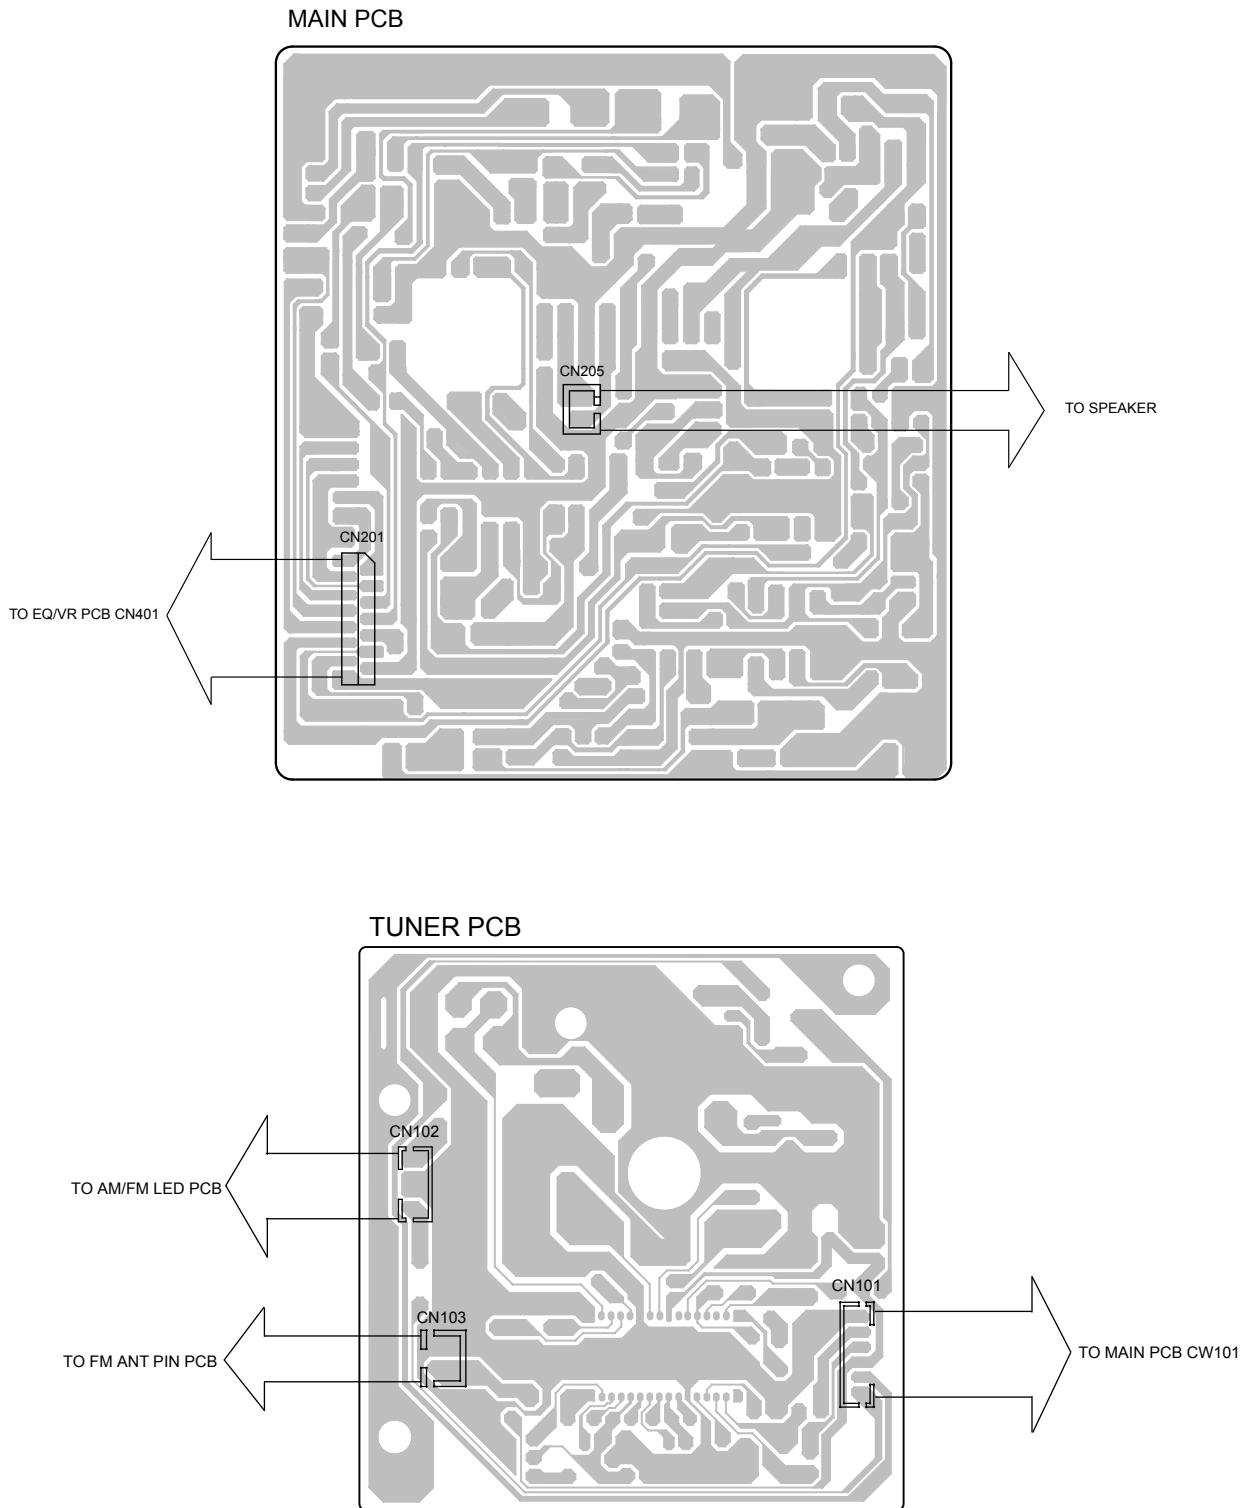 MAIN PCB
CN205
TO SPEAKER
CN201
TO EQ/VR PCB CN401
TUNER PCB
CN102
TO AM/FM LED PCB
CN101
CN103
TO MAIN PCB CW101
TO FM ANT PIN PCB